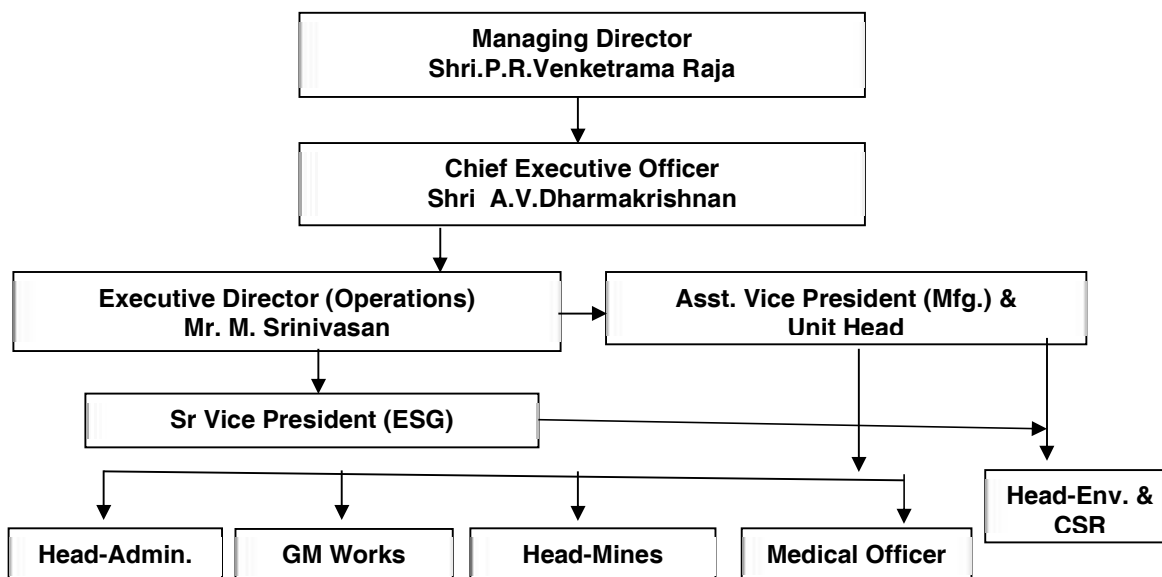 Managing Director
Shri.P.R.Venketrama Raja
Chief Executive Officer
Shri A.V.Dharmakrishnan
Executive Director (Operations)
Mr. M. Srinivasan
Asst. Vice President (Mfg.) &
Unit Head
Sr Vice President (ESG)
Head-Env. &
CSR
Head-Admin.
GM Works
Head-Mines
Medical Officer